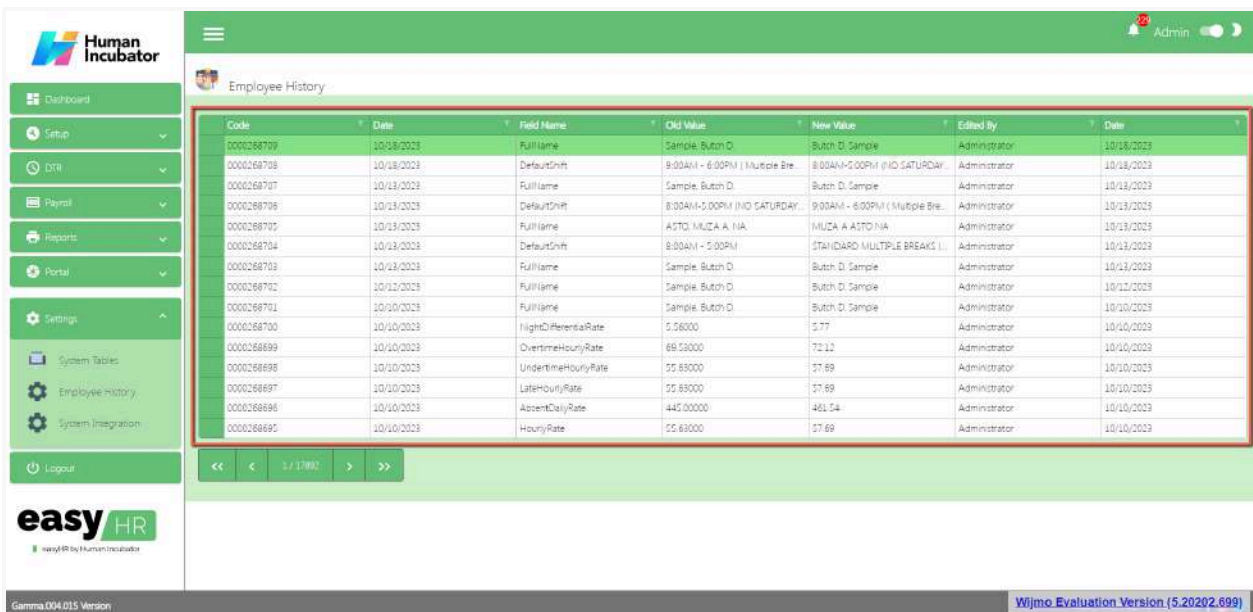 Human Incubator
229
Admin
Employee History
Dashboard
Setup
DTR
Payroll
Reports
Portal
Settings
System Tables
Employee History
System Integration
Logout
Code Date Field Name Old Value New Value Edited By Date
0000268709 10/18/2023 FullName Sample, Butch D. Butch D. Sample Administrator 10/18/2023
0000268708 10/18/2023 DefaultShift 9:00AM - 6:00PM ( Multiple Bre... 8:00AM-5:00PM (NO SATURDAY... Administrator 10/18/2023
0000268707 10/13/2023 FullName Sample, Butch D. Butch D. Sample Administrator 10/13/2023
0000268706 10/13/2023 DefaultShift 8:00AM-5:00PM (NO SATURDAY... 9:00AM - 6:00PM ( Multiple Bre... Administrator 10/13/2023
0000268705 10/13/2023 FullName ASTO, MUZA A. NA MUZA A ASTO NA Administrator 10/13/2023
0000268704 10/13/2023 DefaultShift 8:00AM - 5:00PM STANDARD MULTIPLE BREAKS (... Administrator 10/13/2023
0000268703 10/13/2023 FullName Sample, Butch D. Butch D. Sample Administrator 10/13/2023
0000268702 10/12/2023 FullName Sample, Butch D. Butch D. Sample Administrator 10/12/2023
0000268701 10/10/2023 FullName Sample, Butch D. Butch D. Sample Administrator 10/10/2023
0000268700 10/10/2023 NightDifferentialRate 5.56000 5.77 Administrator 10/10/2023
0000268699 10/10/2023 OvertimeHourlyRate 69.53000 72.12 Administrator 10/10/2023
0000268698 10/10/2023 UndertimeHourlyRate 55.63000 57.69 Administrator 10/10/2023
0000268697 10/10/2023 LateHourlyRate 55.63000 57.69 Administrator 10/10/2023
0000268696 10/10/2023 AbsentDailyRate 445.00000 461.54 Administrator 10/10/2023
0000268695 10/10/2023 HourlyRate 55.63000 57.69 Administrator 10/10/2023
1 / 17892
easy HR
easyHR by Human Incubator
Gamma.004.015 Version
Wijmo Evaluation Version (5.20202.699)